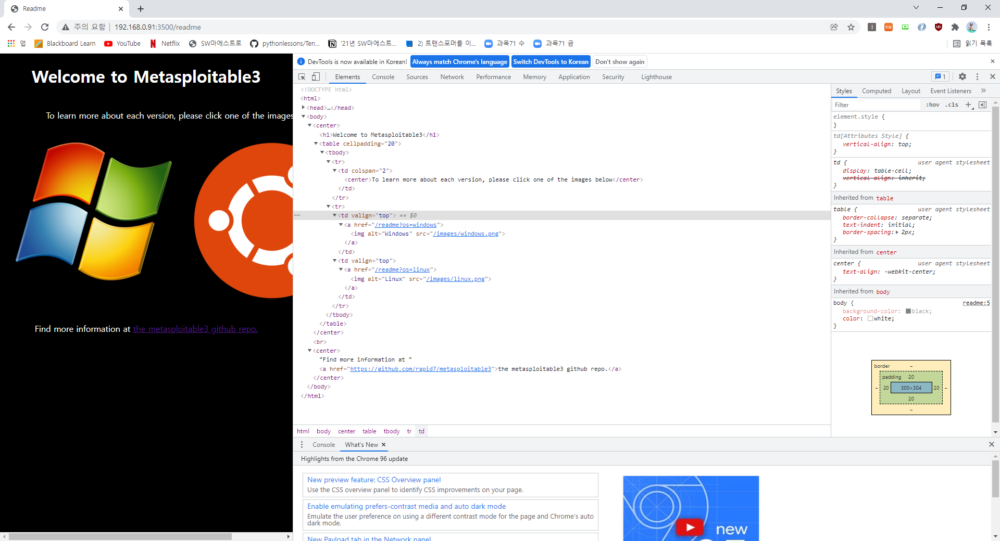 Readme
주의 요함
192.168.0.91:3500/readme
앱
Blackboard Learn
YouTube
Netflix
SW마에스트로
pythonlessons/Ten...
'21년 SW마에스트...
2) 트랜스포머를 이...
과목71 수
과목71 금
읽기 목록
Welcome to Metasploitable3
To learn more about each version, please click one of the images
Find more information at the metasploitable3 github repo.
DevTools is now available in Korean!
Always match Chrome's language
Switch DevTools to Korean
Don't show again
Elements
Console
Sources
Network
Performance
Memory
Application
Security
Lighthouse
1
<!DOCTYPE html>
<html>
<head>…</head>
<body>
<center>
<h1>Welcome to Metasploitable3</h1>
<table cellpadding="20">
<tbody>
<tr>
<td colspan="2">
<center>To learn more about each version, please click one of the images below</center>
</td>
</tr>
<tr>
<td valign="top"> == $0
<a href="/readme?os=windows">
<img alt="Windows" src="/images/windows.png">
</a>
</td>
<td valign="top">
<a href="/readme?os=linux">
<img alt="Linux" src="/images/linux.png">
</a>
</td>
</tr>
</tbody>
</table>
</center>
<br>
<center>
"Find more information at "
<a href="https://github.com/rapid7/metasploitable3">the metasploitable3 github repo.</a>
</center>
</body>
</html>
html
body
center
table
tbody
tr
td
Styles
Computed
Layout
Event Listeners
Filter
:hov
.cls
element.style {
}
td[Attributes Style] {
vertical-align: top;
}
td {
user agent stylesheet
display: table-cell;
vertical-align: inherit;
}
Inherited from table
table {
user agent stylesheet
border-collapse: separate;
text-indent: initial;
border-spacing: 2px;
}
Inherited from center
center {
user agent stylesheet
text-align: -webkit-center;
}
Inherited from body
body {
readme:5
background-color: black;
color: white;
}
border
–
padding
20
–
20
300×304
20
–
20
–
Console
What's New
Highlights from the Chrome 96 update
New preview feature: CSS Overview panel
Use the CSS overview panel to identify CSS improvements on your page.
Enable emulating prefers-contrast media and auto dark mode
Emulate the user preference on using a different contrast mode for the page and Chrome's auto
dark mode.
New Payload tab in the Network panel
new